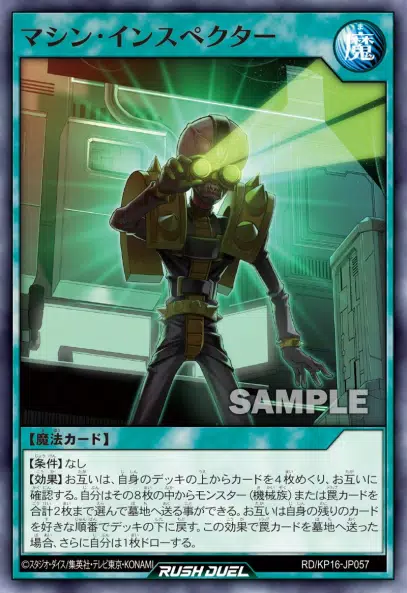 マシン・インスペクター
魔
SAMPLE
【魔法カード】
【条件】なし
【効果】お互いは、自身のデッキの上からカードを4枚めくり、お互いに
確認する。自分はその8枚の中からモンスター(機械族)または罠カードを
合計2枚まで選んで墓地へ送る事ができる。お互いは自身の残りのカード
を好きな順番でデッキの下に戻す。この効果で罠カードを墓地へ送った
場合、さらに自分は1枚ドローする。
©スタジオ・ダイス/集英社・テレビ東京・KONAMI
RUSH DUEL
RD/KP16-JP057